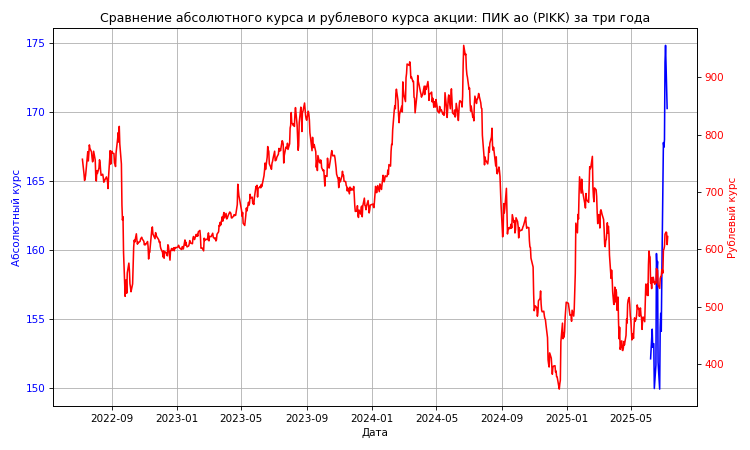 Сравнение абсолютного курса и рублевого курса акции: ПИК ао (PIKK) за три года
Абсолютный курс
175
170
165
160
155
150
900
800
700
600
500
400
Рублевый курс
2022-09 2023-01 2023-05 2023-09 2024-01 2024-05 2024-09 2025-01 2025-05
Дата